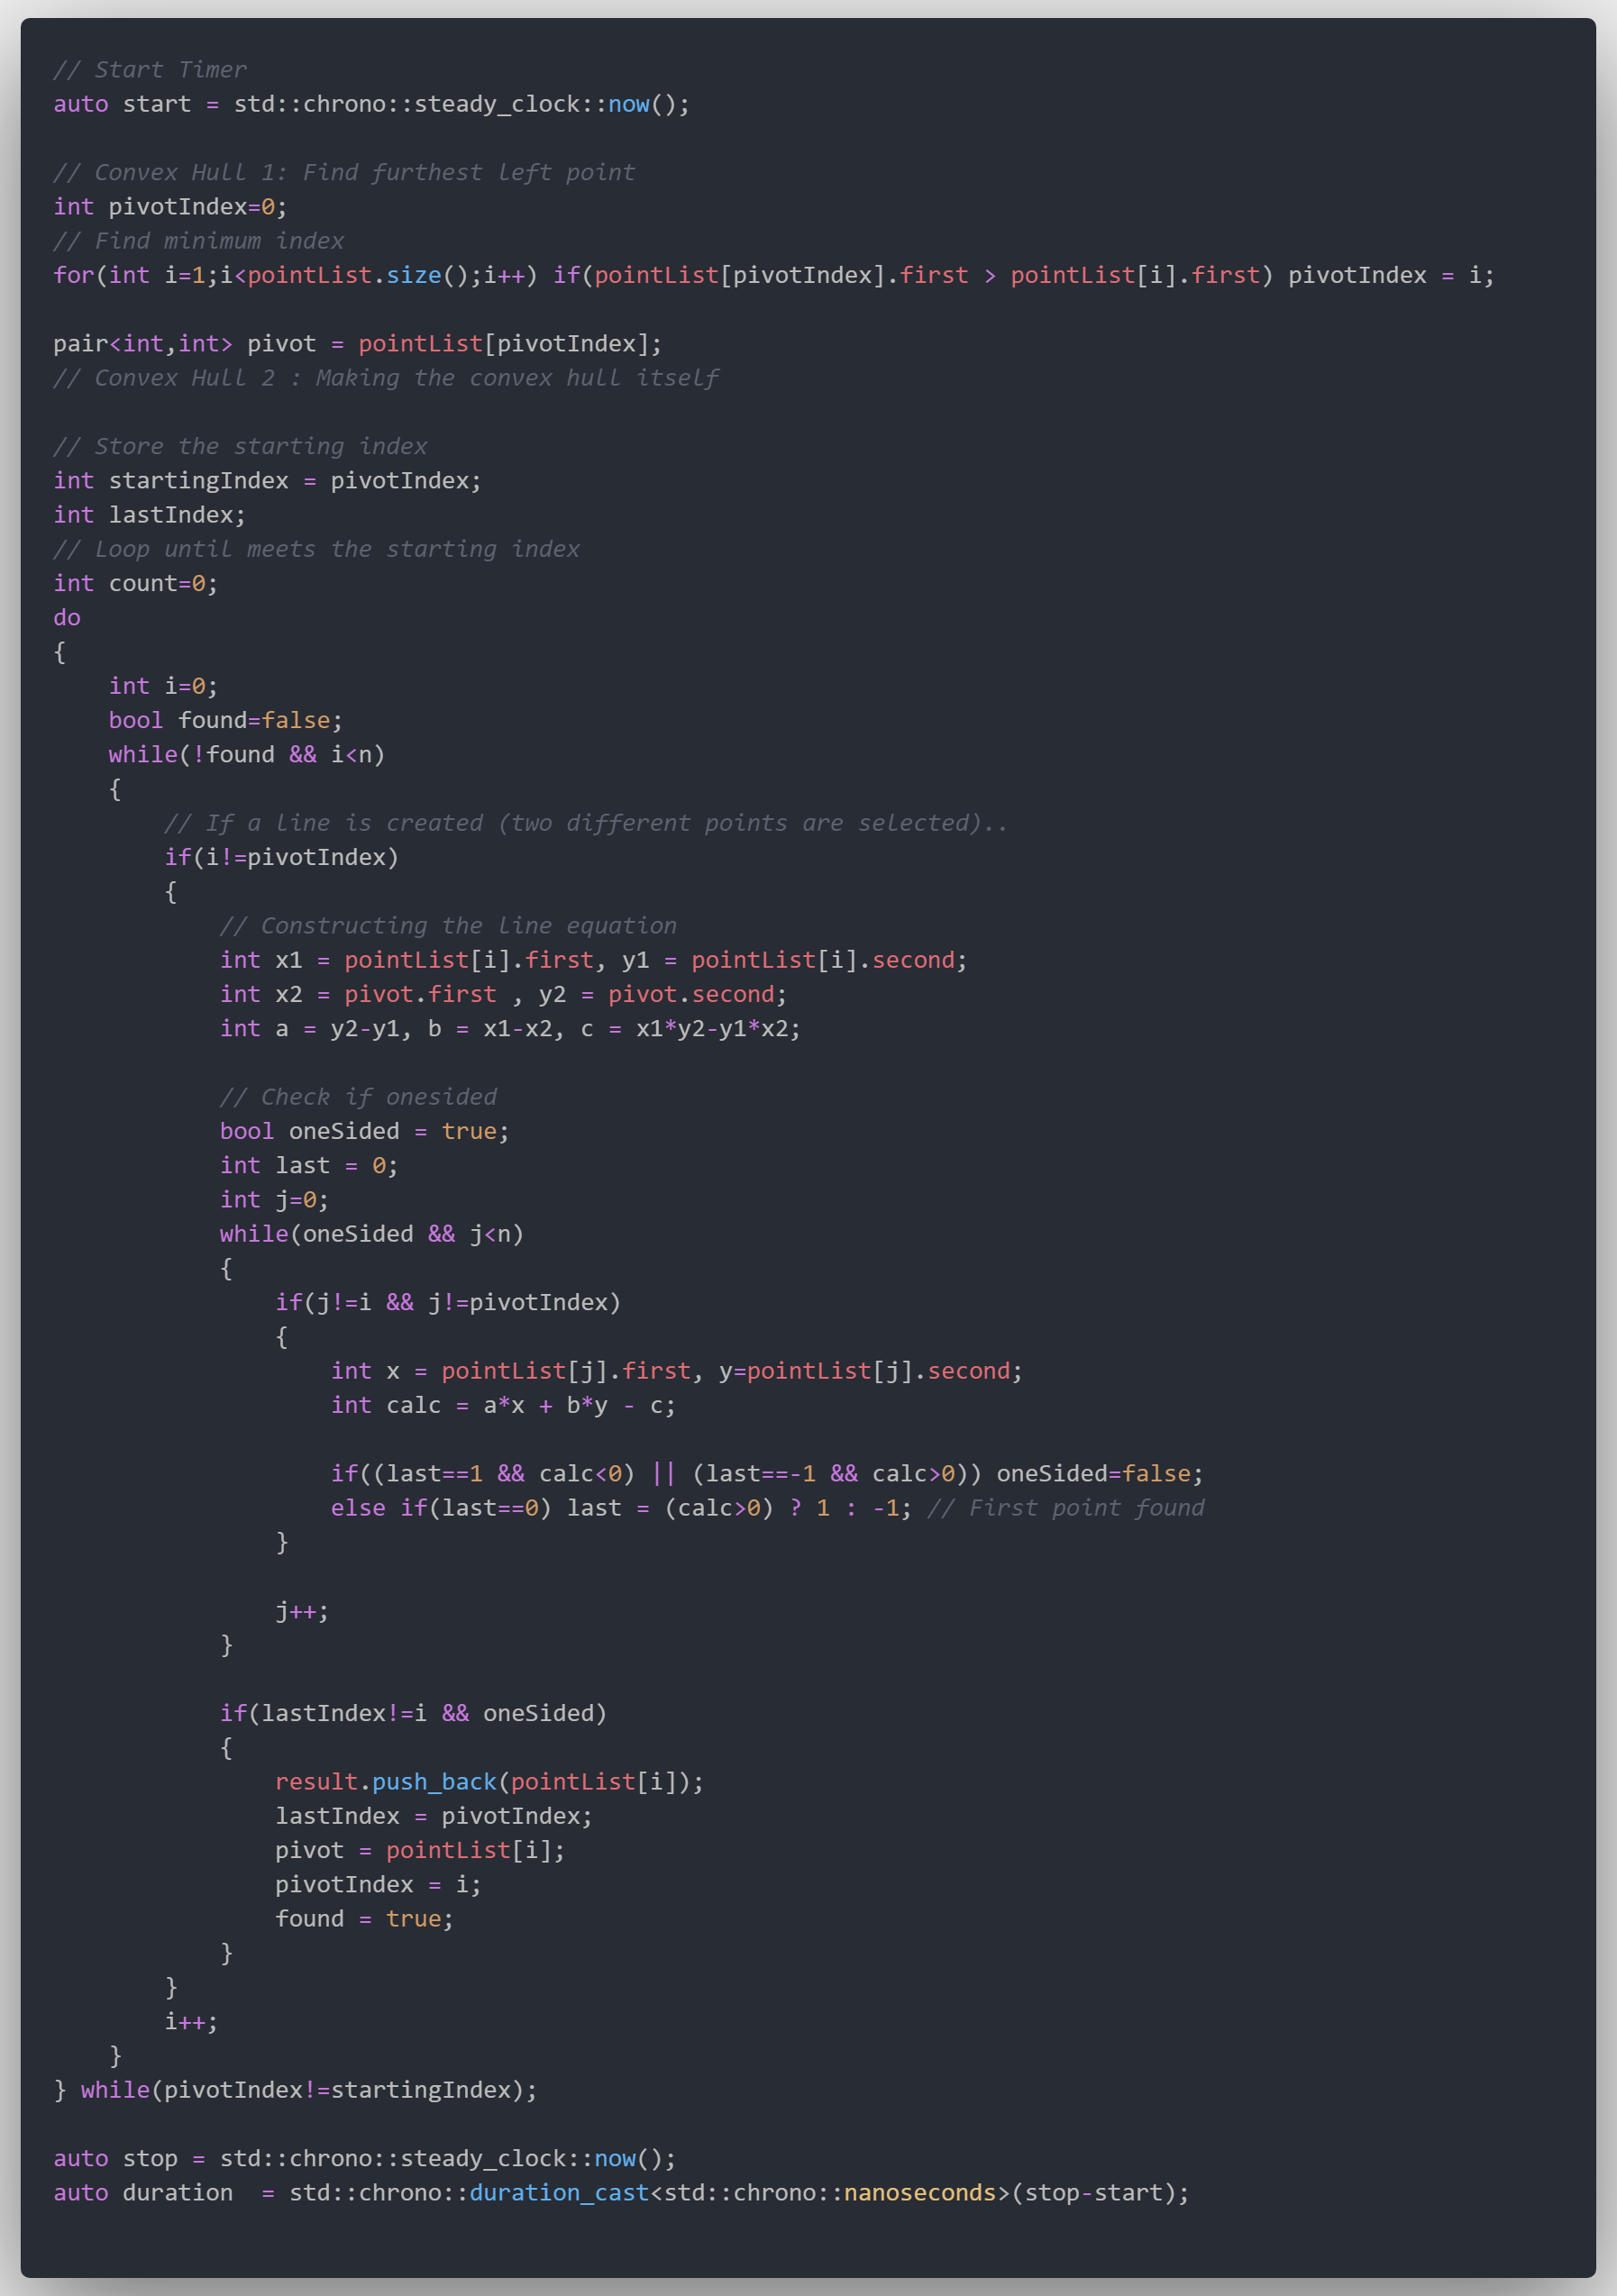 // Start Timer
auto start = std::chrono::steady_clock::now();

// Convex Hull 1: Find furthest left point
int pivotIndex=0;
// Find minimum index
for(int i=1;i<pointList.size();i++) if(pointList[pivotIndex].first > pointList[i].first) pivotIndex = i;

pair<int,int> pivot = pointList[pivotIndex];
// Convex Hull 2 : Making the convex hull itself

// Store the starting index
int startingIndex = pivotIndex;
int lastIndex;
// Loop until meets the starting index
int count=0;
do
{
    int i=0;
    bool found=false;
    while(!found && i<n)
    {
        // If a line is created (two different points are selected)..
        if(i!=pivotIndex)
        {
            // Constructing the line equation
            int x1 = pointList[i].first, y1 = pointList[i].second;
            int x2 = pivot.first , y2 = pivot.second;
            int a = y2-y1, b = x1-x2, c = x1*y2-y1*x2;

            // Check if onesided
            bool oneSided = true;
            int last = 0;
            int j=0;
            while(oneSided && j<n)
            {
                if(j!=i && j!=pivotIndex)
                {
                    int x = pointList[j].first, y=pointList[j].second;
                    int calc = a*x + b*y - c;

                    if((last==1 && calc<0) || (last==-1 && calc>0)) oneSided=false;
                    else if(last==0) last = (calc>0) ? 1 : -1; // First point found
                }

                j++;
            }

            if(lastIndex!=i && oneSided)
            {
                result.push_back(pointList[i]);
                lastIndex = pivotIndex;
                pivot = pointList[i];
                pivotIndex = i;
                found = true;
            }
        }
        i++;
    }
} while(pivotIndex!=startingIndex);

auto stop = std::chrono::steady_clock::now();
auto duration  = std::chrono::duration_cast<std::chrono::nanoseconds>(stop-start);